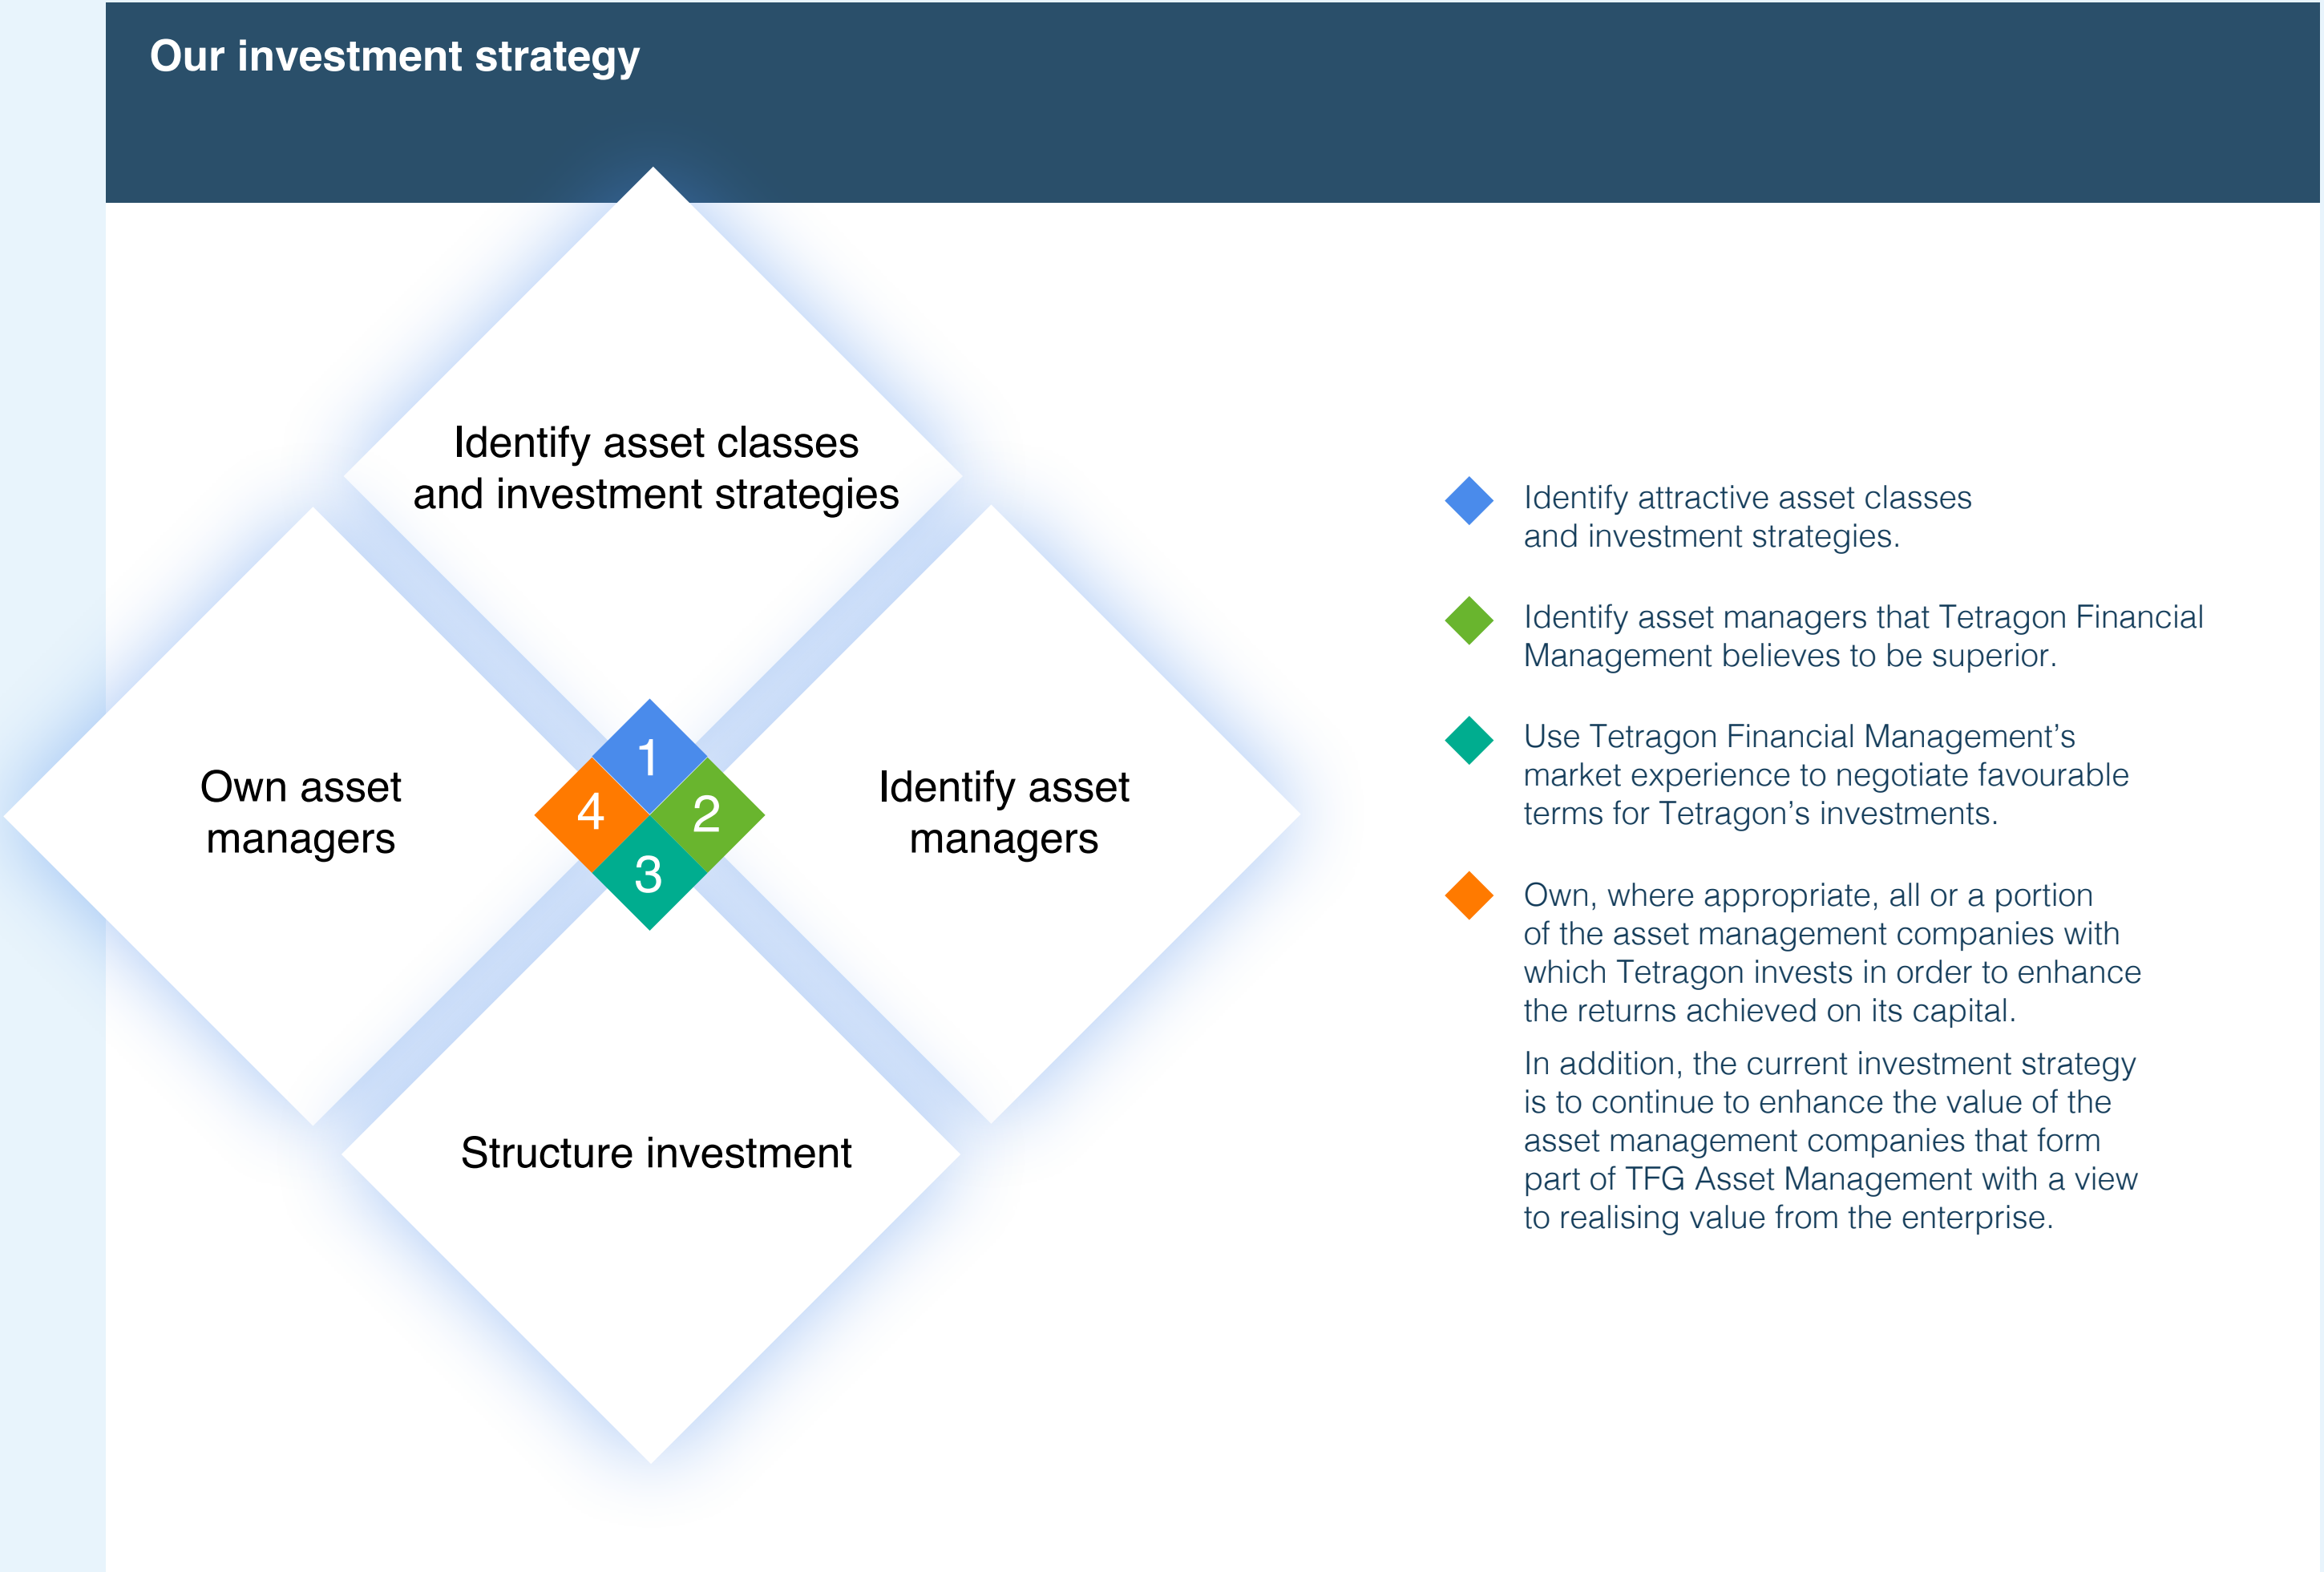 Our investment strategy
Identify asset classes
and investment strategies
Own asset
managers
1
4
2
3
Identify asset
managers
Structure investment
Identify attractive asset classes
and investment strategies.
Identify asset managers that Tetragon Financial
Management believes to be superior.
Use Tetragon Financial Management’s
market experience to negotiate favourable
terms for Tetragon’s investments.
Own, where appropriate, all or a portion
of the asset management companies with
which Tetragon invests in order to enhance
the returns achieved on its capital.
In addition, the current investment strategy
is to continue to enhance the value of the
asset management companies that form
part of TFG Asset Management with a view
to realising value from the enterprise.